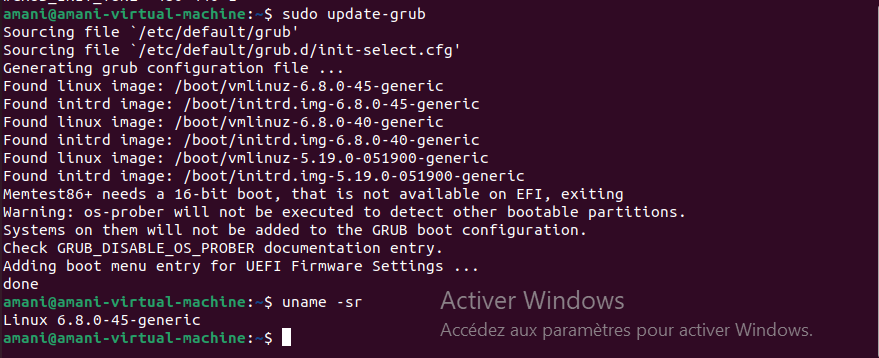 amani@amani-virtual-machine:~$ sudo update-grub
Sourcing file `/etc/default/grub'
Sourcing file `/etc/default/grub.d/init-select.cfg'
Generating grub configuration file ...
Found linux image: /boot/vmlinuz-6.8.0-45-generic
Found initrd image: /boot/initrd.img-6.8.0-45-generic
Found linux image: /boot/vmlinuz-6.8.0-40-generic
Found initrd image: /boot/initrd.img-6.8.0-40-generic
Found linux image: /boot/vmlinuz-5.19.0-051900-generic
Found initrd image: /boot/initrd.img-5.19.0-051900-generic
Memtest86+ needs a 16-bit boot, that is not available on EFI, exiting
Warning: os-prober will not be executed to detect other bootable partitions.
Systems on them will not be added to the GRUB boot configuration.
Check GRUB_DISABLE_OS_PROBER documentation entry.
Adding boot menu entry for UEFI Firmware Settings ...
done
amani@amani-virtual-machine:~$ uname -sr
Linux 6.8.0-45-generic
amani@amani-virtual-machine:~$
Activer Windows
Accédez aux paramètres pour activer Windows.